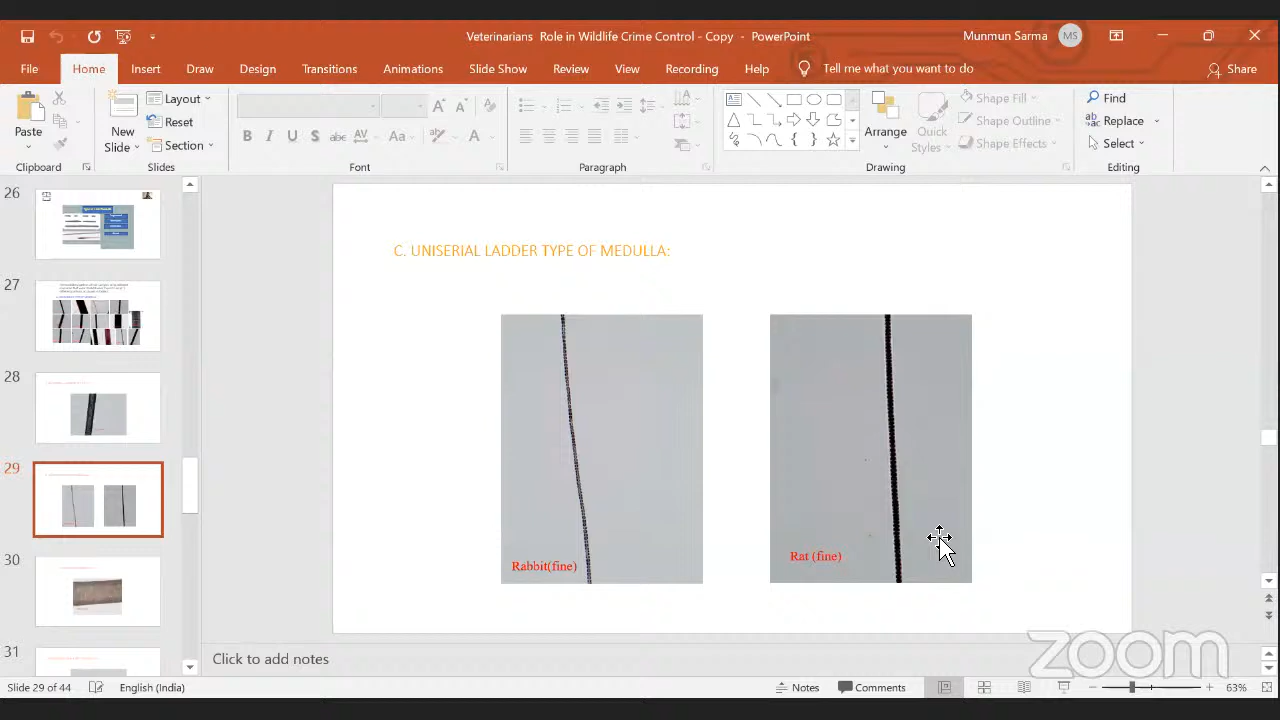 Veterinarians Role in Wildlife Crime Control - Copy - PowerPoint
Munmun Sarma
MS
File Home Insert Draw Design Transitions Animations Slide Show Review View Recording Help Tell me what you want to do Share
Paste
Clipboard
New Slide
Layout
Reset
Section
Slides
B I U S abc AV Aa A
Font
Paragraph
Arrange
Quick Styles
Shape Fill
Shape Outline
Shape Effects
Drawing
Find
Replace
Select
Editing
26
27
28
29
30
31
C. UNISERIAL LADDER TYPE OF MEDULLA:
Rabbit(fine)
Rat (fine)
Click to add notes
zoom
Slide 29 of 44 English (India) Notes Comments 63%